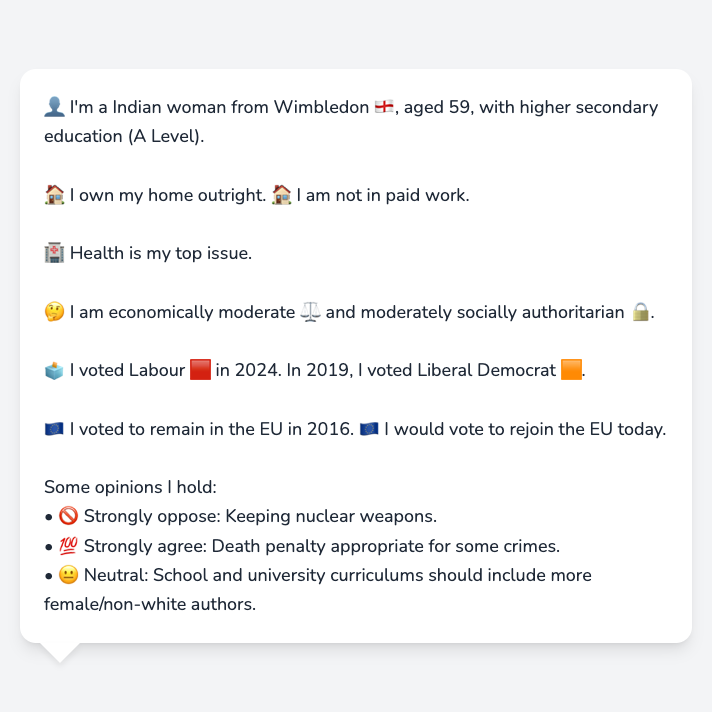 👤 I'm a Indian woman from Wimbledon 🏴󠁧󠁢󠁥󠁮󠁧󠁿, aged 59, with higher secondary
education (A Level).
🏠 I own my home outright. 🏠 I am not in paid work.
🏥 Health is my top issue.
🤔 I am economically moderate ⚖️ and moderately socially authoritarian 🔒.
🗳️ I voted Labour 🟥 in 2024. In 2019, I voted Liberal Democrat 🟧.
🇪🇺 I voted to remain in the EU in 2016. 🇪🇺 I would vote to rejoin the EU today.
Some opinions I hold:
• 🚫 Strongly oppose: Keeping nuclear weapons.
• 💯 Strongly agree: Death penalty appropriate for some crimes.
• 😐 Neutral: School and university curriculums should include more
female/non-white authors.